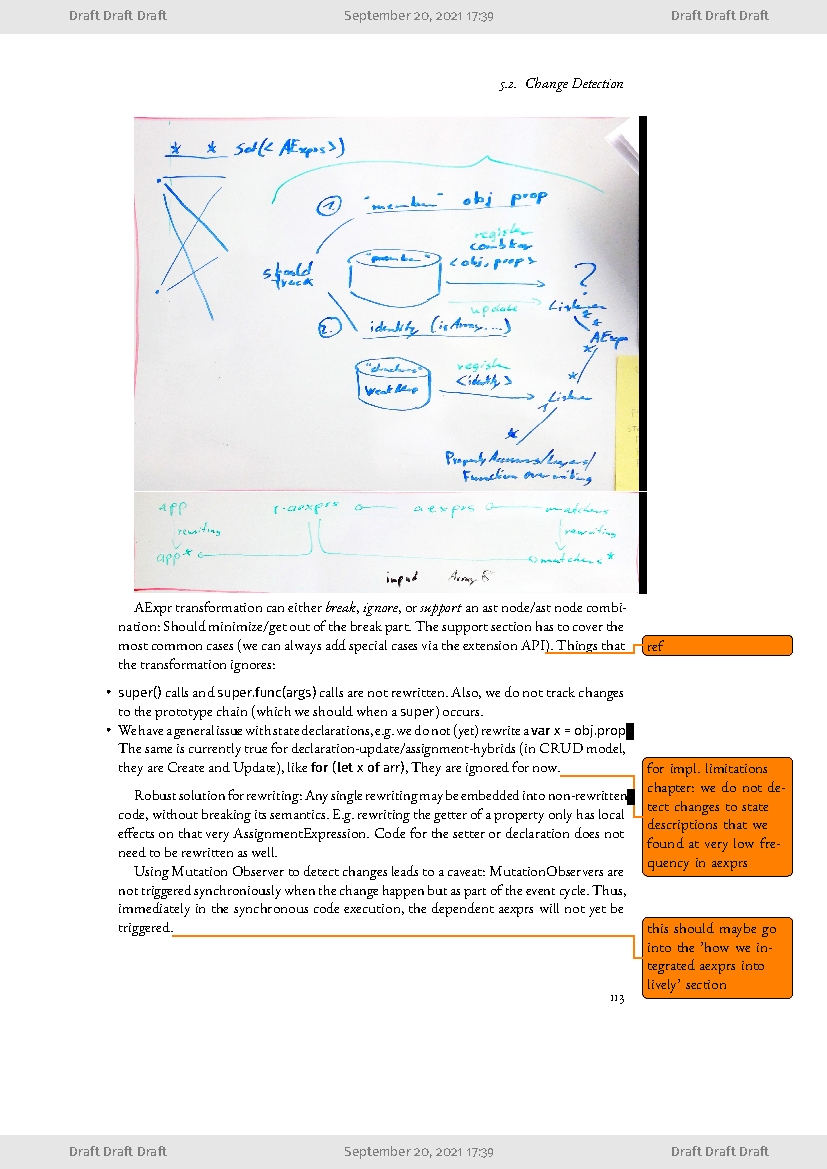 Draft Draft Draft September 20, 2021 17:39 Draft Draft Draft
5.2. Change Detection
* * Set(< AExprs>)
1. "member" obj prop
register
combkey
"member" <obj, prop>
should
track
?
update Listener
*
2. identity (isArray....) *
AExpr
*
register
WeakMap <identity> *
Listener
*
Property Accessors/Layers/
Function overwriting
app r-aexprs aexprs matchers
rewriting rewriting
app* matchers*
input Array
AExpr transformation can either break, ignore, or support an ast node/ast node combi-
nation: Should minimize/get out of the break part. The support section has to cover the
most common cases (we can always add special cases via the extension API). Things that
the transformation ignores:
ref
• super() calls and super.func(args) calls are not rewritten. Also, we do not track changes
to the prototype chain (which we should when a super) occurs.
• We have a general issue with state declarations, e.g. we do not (yet) rewrite a var x = obj.prop
The same is currently true for declaration-update/assignment-hybrids (in CRUD model,
they are Create and Update), like for (let x of arr), They are ignored for now.
for impl. limitations
chapter: we do not de-
tect changes to state
descriptions that we
found at very low fre-
quency in aexprs
Robust solution for rewriting: Any single rewriting may be embedded into non-rewritten
code, without breaking its semantics. E.g. rewriting the getter of a property only has local
effects on that very AssignmentExpression. Code for the setter or declaration does not
need to be rewritten as well.
Using Mutation Observer to detect changes leads to a caveat: MutationObservers are
not triggered synchroniously when the change happen but as part of the event cycle. Thus,
immediately in the synchronous code execution, the dependent aexprs will not yet be
triggered.
this should maybe go
into the 'how we in-
tegrated aexprs into
lively' section
113
Draft Draft Draft September 20, 2021 17:39 Draft Draft Draft